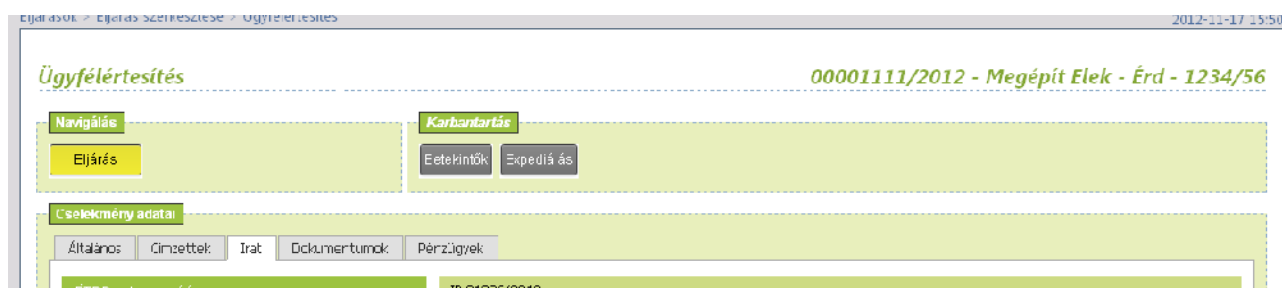 Eljárások > Eljárás szerkesztése > Ügyfélértesítés 2012-11-17 15:50
Ügyfélértesítés 00001111/2012 - Megépít Elek - Érd - 1234/56
Navigálás Karbantartás
Eljárás Betekintők Expediálás
Cselekmény adatai
Általános Címzettek Irat Dokumentumok Pénzügyek